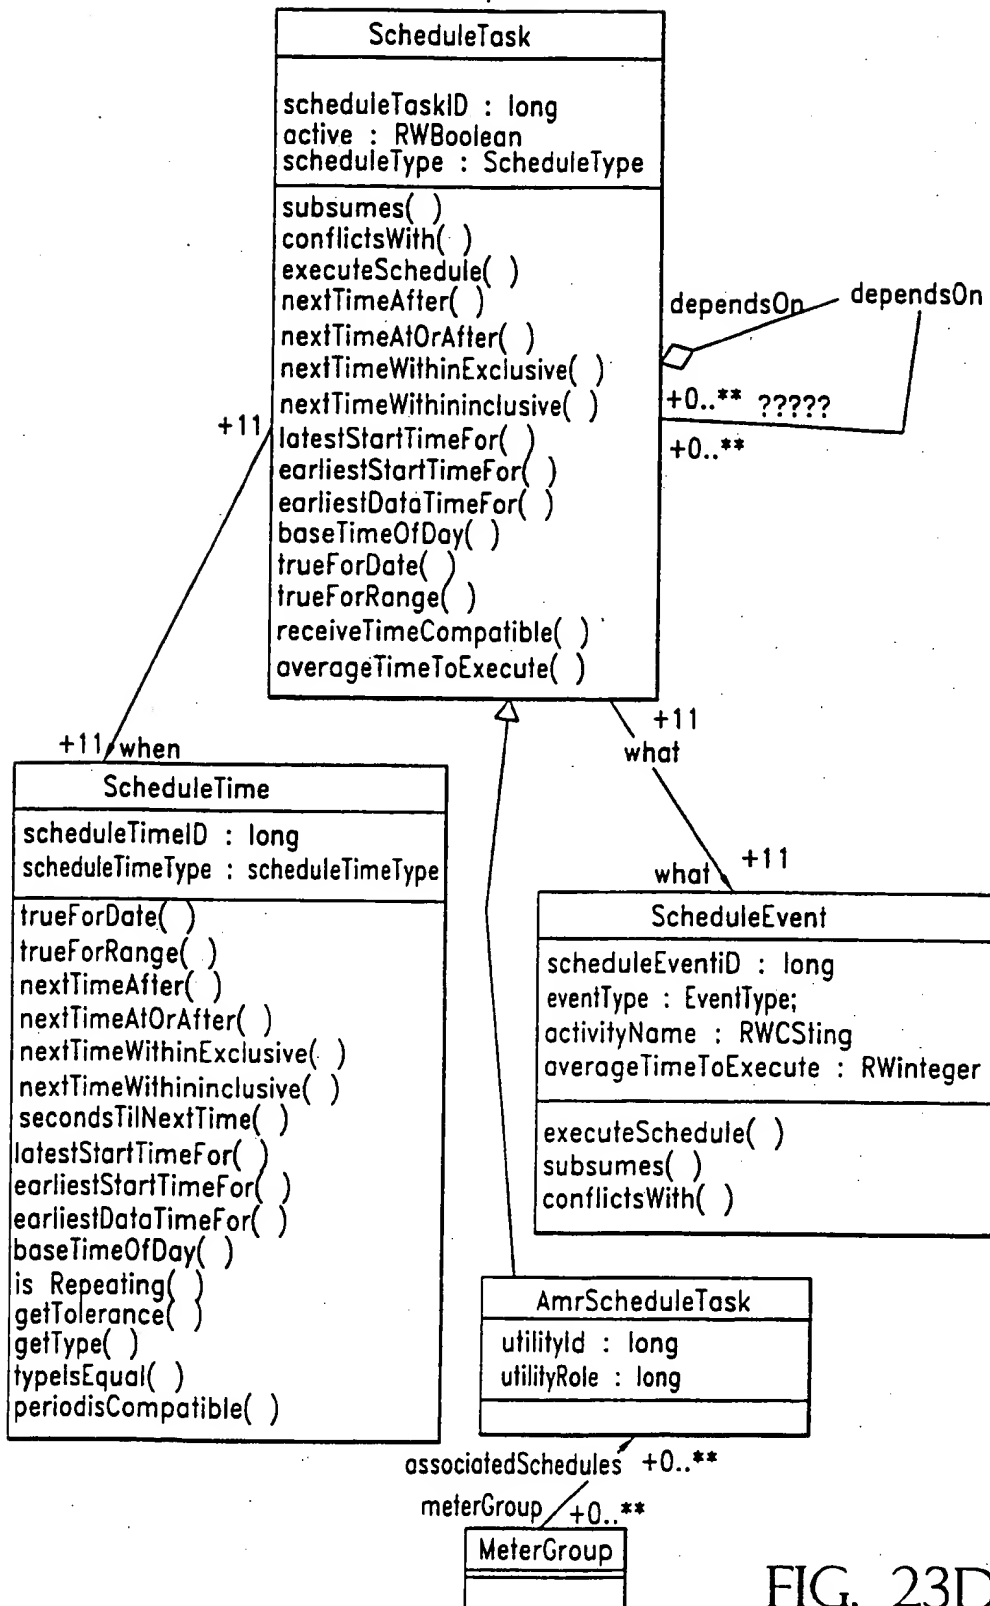 ScheduleTask
scheduleTaskID : long
active : RWBoolean
scheduleType : ScheduleType
subsumes( )
conflictsWith( )
executeSchedule( )
nextTimeAfter( )
nextTimeAtOrAfter( )
nextTimeWithinExclusive( )
nextTimeWithininclusive( )
latestStartTimeFor( )
earliestStartTimeFor( )
earliestDataTimeFor( )
baseTimeOfDay( )
trueForDate( )
trueForRange( )
receiveTimeCompatible( )
averageTimeToExecute( )
dependsOn
dependsOn
+0..** ?????
+0..**
+11
+11 when
+11
what
what
+11
ScheduleTime
scheduleTimeID : long
scheduleTimeType : scheduleTimeType
trueForDate( )
trueForRange( )
nextTimeAfter( )
nextTimeAtOrAfter( )
nextTimeWithinExclusive( )
nextTimeWithininclusive( )
secondsTilNextTime( )
latestStartTimeFor( )
earliestStartTimeFor( )
earliestDataTimeFor( )
baseTimeOfDay( )
is Repeating( )
getTolerance( )
getType( )
typeIsEqual( )
periodisCompatible( )
ScheduleEvent
scheduleEventiD : long
eventType : EventType;
activityName : RWCSting
averageTimeToExecute : RWinteger
executeSchedule( )
subsumes( )
conflictsWith( )
AmrScheduleTask
utilityId : long
utilityRole : long
associatedSchedules +0..**
meterGroup +0..**
MeterGroup
FIG. 23D